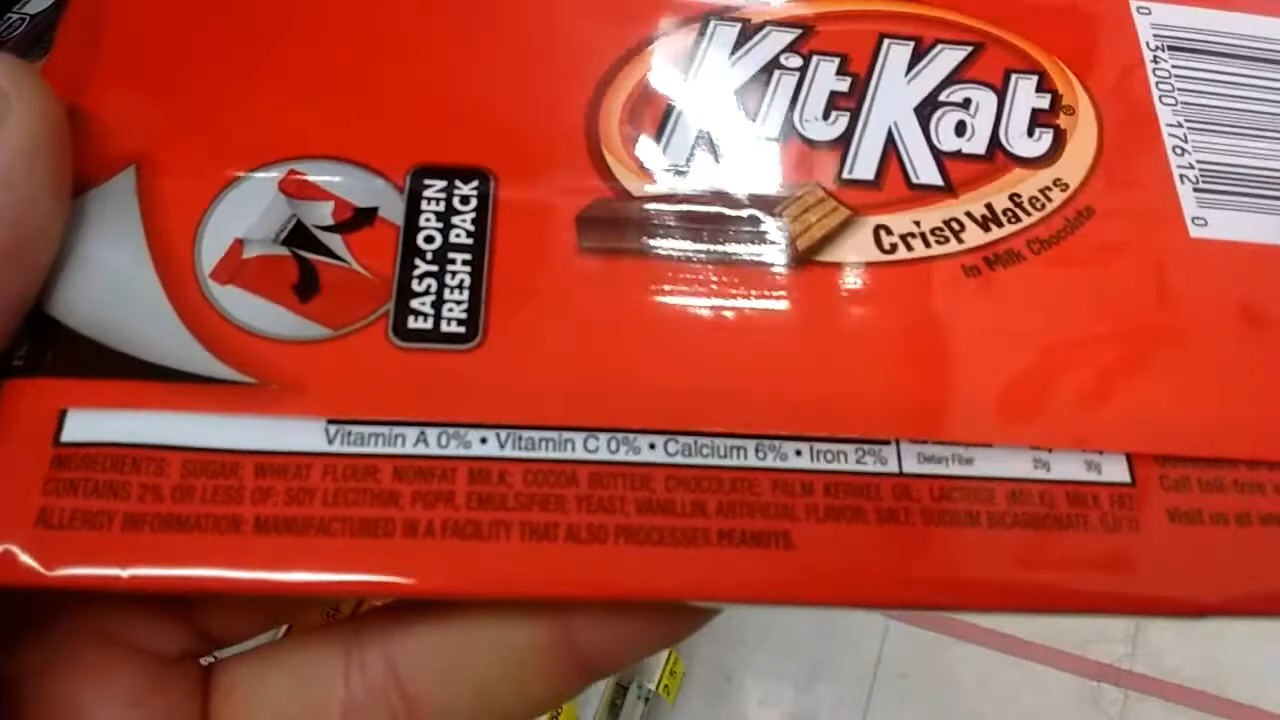 KitKat®
Crisp Wafers
In Milk Chocolate
0 34000 17612 0
EASY-OPEN
FRESH PACK
Vitamin A 0% • Vitamin C 0% • Calcium 6% • Iron 2%
Dietary Fiber 25g 30g
INGREDIENTS: SUGAR; WHEAT FLOUR; NONFAT MILK; COCOA BUTTER; CHOCOLATE; PALM KERNEL OIL; LACTOSE (MILK); MILK FAT;
CONTAINS 2% OR LESS OF: SOY LECITHIN; PGPR, EMULSIFIER; YEAST; VANILLIN, ARTIFICIAL FLAVOR; SALT; SODIUM BICARBONATE.
ALLERGY INFORMATION: MANUFACTURED IN A FACILITY THAT ALSO PROCESSES PEANUTS.
Call toll-free
Visit us at